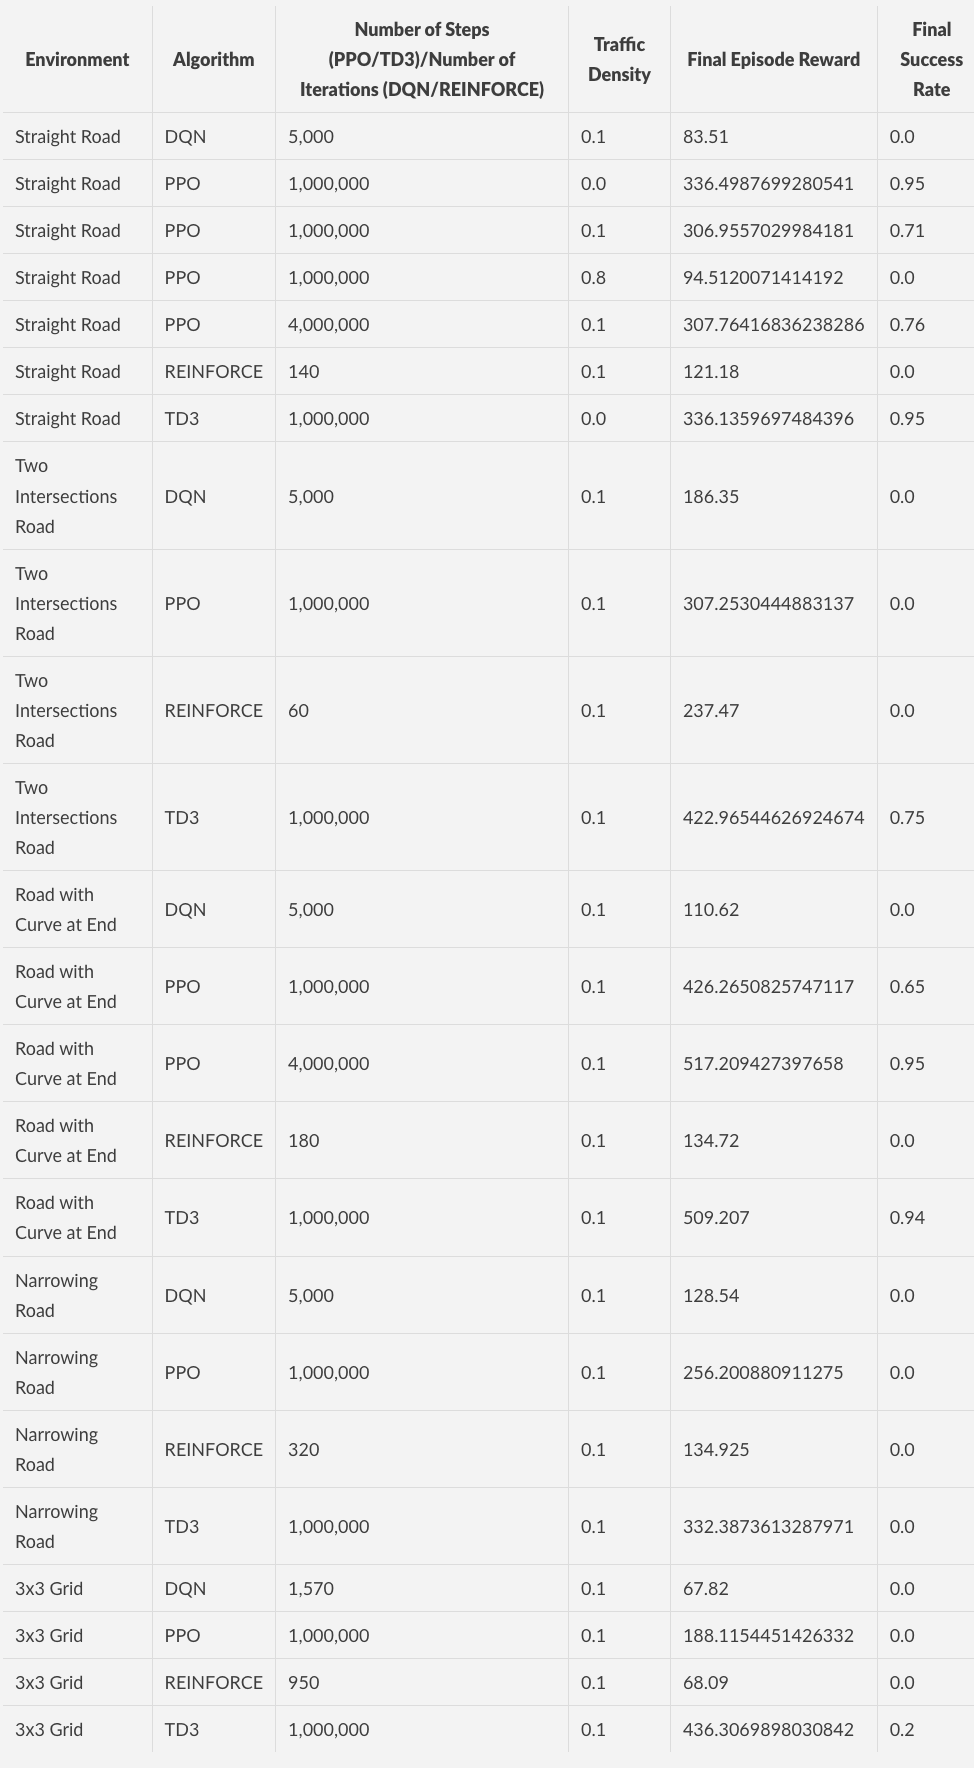 Environment Algorithm Number of Steps (PPO/TD3)/Number of Iterations (DQN/REINFORCE) Traffic Density Final Episode Reward Final Success Rate
Straight Road DQN 5,000 0.1 83.51 0.0
Straight Road PPO 1,000,000 0.0 336.4987699280541 0.95
Straight Road PPO 1,000,000 0.1 306.9557029984181 0.71
Straight Road PPO 1,000,000 0.8 94.5120071414192 0.0
Straight Road PPO 4,000,000 0.1 307.76416836238286 0.76
Straight Road REINFORCE 140 0.1 121.18 0.0
Straight Road TD3 1,000,000 0.0 336.1359697484396 0.95
Two Intersections Road DQN 5,000 0.1 186.35 0.0
Two Intersections Road PPO 1,000,000 0.1 307.2530444883137 0.0
Two Intersections Road REINFORCE 60 0.1 237.47 0.0
Two Intersections Road TD3 1,000,000 0.1 422.96544626924674 0.75
Road with Curve at End DQN 5,000 0.1 110.62 0.0
Road with Curve at End PPO 1,000,000 0.1 426.2650825747117 0.65
Road with Curve at End PPO 4,000,000 0.1 517.209427397658 0.95
Road with Curve at End REINFORCE 180 0.1 134.72 0.0
Road with Curve at End TD3 1,000,000 0.1 509.207 0.94
Narrowing Road DQN 5,000 0.1 128.54 0.0
Narrowing Road PPO 1,000,000 0.1 256.200880911275 0.0
Narrowing Road REINFORCE 320 0.1 134.925 0.0
Narrowing Road TD3 1,000,000 0.1 332.3873613287971 0.0
3x3 Grid DQN 1,570 0.1 67.82 0.0
3x3 Grid PPO 1,000,000 0.1 188.1154451426332 0.0
3x3 Grid REINFORCE 950 0.1 68.09 0.0
3x3 Grid TD3 1,000,000 0.1 436.3069898030842 0.2